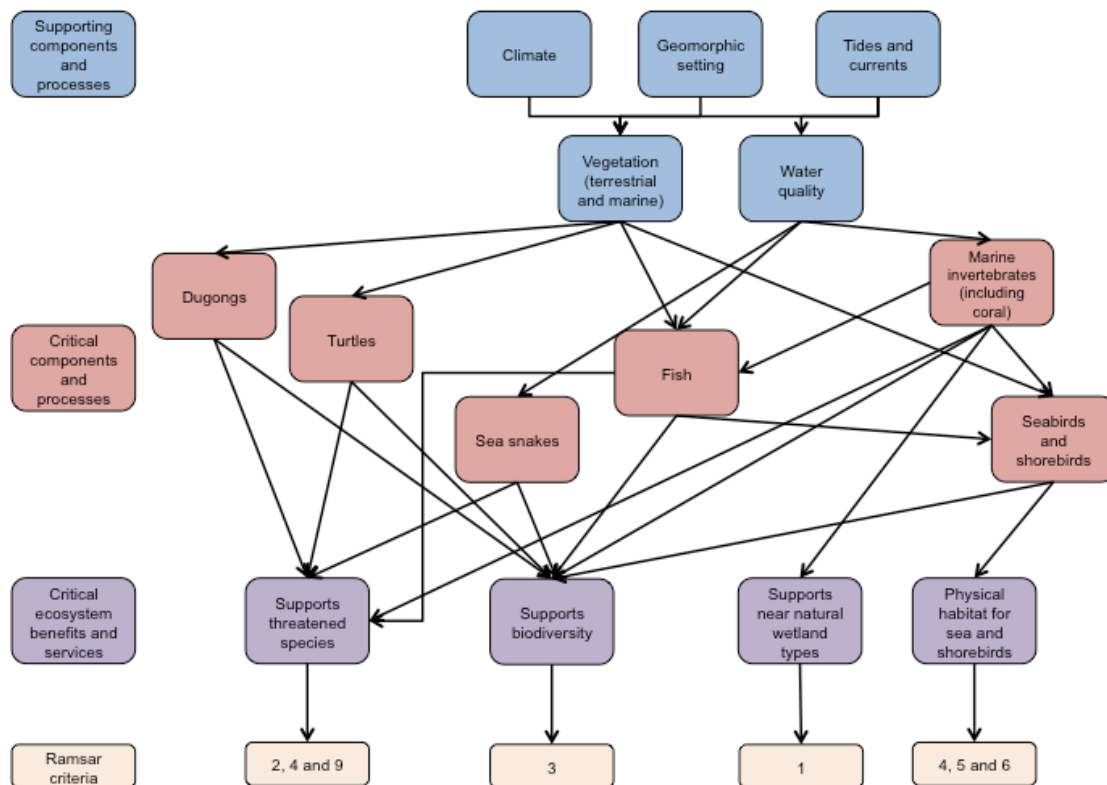 Supporting
components
and
processes
Climate
Geomorphic
setting
Tides and
currents
Vegetation
(terrestrial
and marine)
Water
quality
Critical
components
and
processes
Dugongs
Turtles
Sea snakes
Fish
Marine
invertebrates
(including
coral)
Seabirds
and
shorebirds
Critical
ecosystem
benefits and
services
Supports
threatened
species
Supports
biodiversity
Supports
near natural
wetland
types
Physical
habitat for
sea and
shorebirds
Ramsar
criteria
2, 4 and 9
3
1
4, 5 and 6